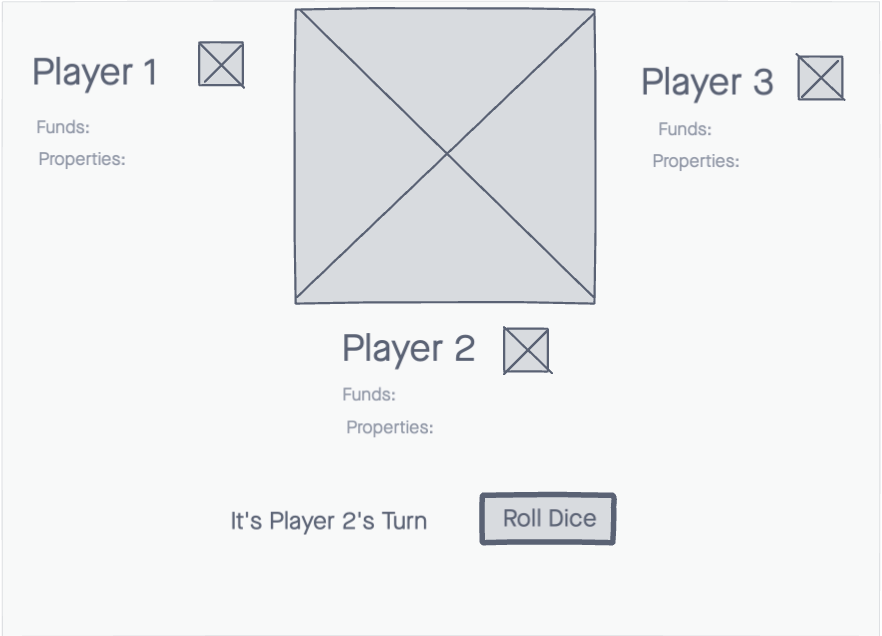 Player 1
Funds:
Properties:
Player 3
Funds:
Properties:
Player 2
Funds:
Properties:
It's Player 2's Turn
Roll Dice